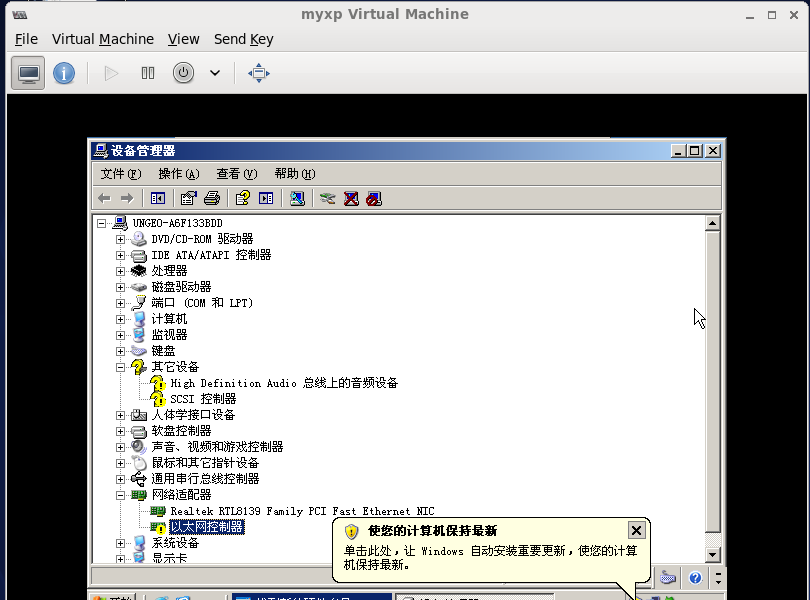 myxp Virtual Machine
File Virtual Machine View Send Key
设备管理器
文件(F) 操作(A) 查看(V) 帮助(H)
UNGEO-A6F133BDD
DVD/CD-ROM 驱动器
IDE ATA/ATAPI 控制器
处理器
磁盘驱动器
端口 (COM 和 LPT)
计算机
监视器
键盘
其它设备
High Definition Audio 总线上的音频设备
SCSI 控制器
人体学接口设备
软盘控制器
声音、视频和游戏控制器
鼠标和其它指针设备
通用串行总线控制器
网络适配器
Realtek RTL8139 Family PCI Fast Ethernet NIC
以太网控制器
系统设备
显示卡
使您的计算机保持最新
单击此处，让 Windows 自动安装重要更新，使您的计算
机保持最新。